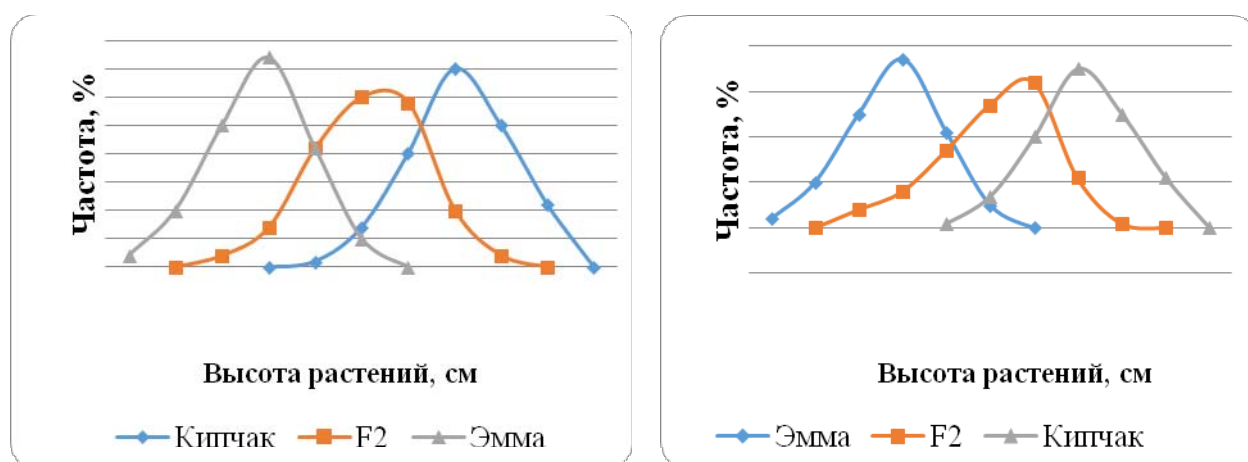 Частота, %
Высота растений, см
Кипчак F2 Эмма
Частота, %
Высота растений, см
Эмма F2 Кипчак